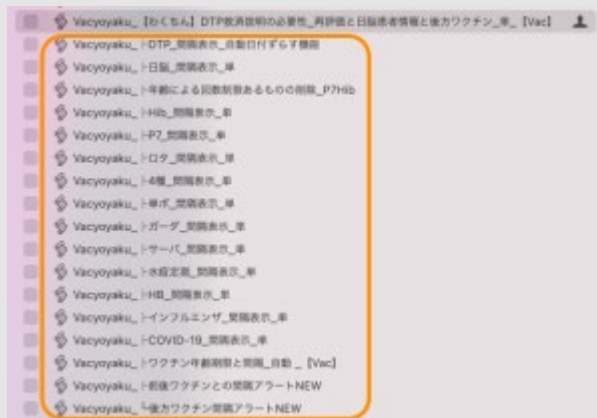 Vacyoyaku_【わくちん】DTP救済説明の必要性_再評価と日脳患者情報と後方ワクチン_単_【Vac】
Vacyoyaku_├DTP_間隔表示_自動日付ずらす機能
Vacyoyaku_├日脳_間隔表示_単
Vacyoyaku_├年齢による回数制限あるものの削除_P7Hib
Vacyoyaku_├Hib_間隔表示_単
Vacyoyaku_├P7_間隔表示_単
Vacyoyaku_├ロタ_間隔表示_単
Vacyoyaku_├4種_間隔表示_単
Vacyoyaku_├単ポ_間隔表示_単
Vacyoyaku_├ガーダ_間隔表示_単
Vacyoyaku_├サーバ_間隔表示_単
Vacyoyaku_├水痘定期_間隔表示_単
Vacyoyaku_├HB_間隔表示_単
Vacyoyaku_├インフルエンザ_間隔表示_単
Vacyoyaku_├COVID-19_間隔表示_単
Vacyoyaku_├ワクチン年齢期限と間隔_自動 _【Vac】
Vacyoyaku_├前後ワクチンとの間隔アラートNEW
Vacyoyaku_└後方ワクチン間隔アラートNEW